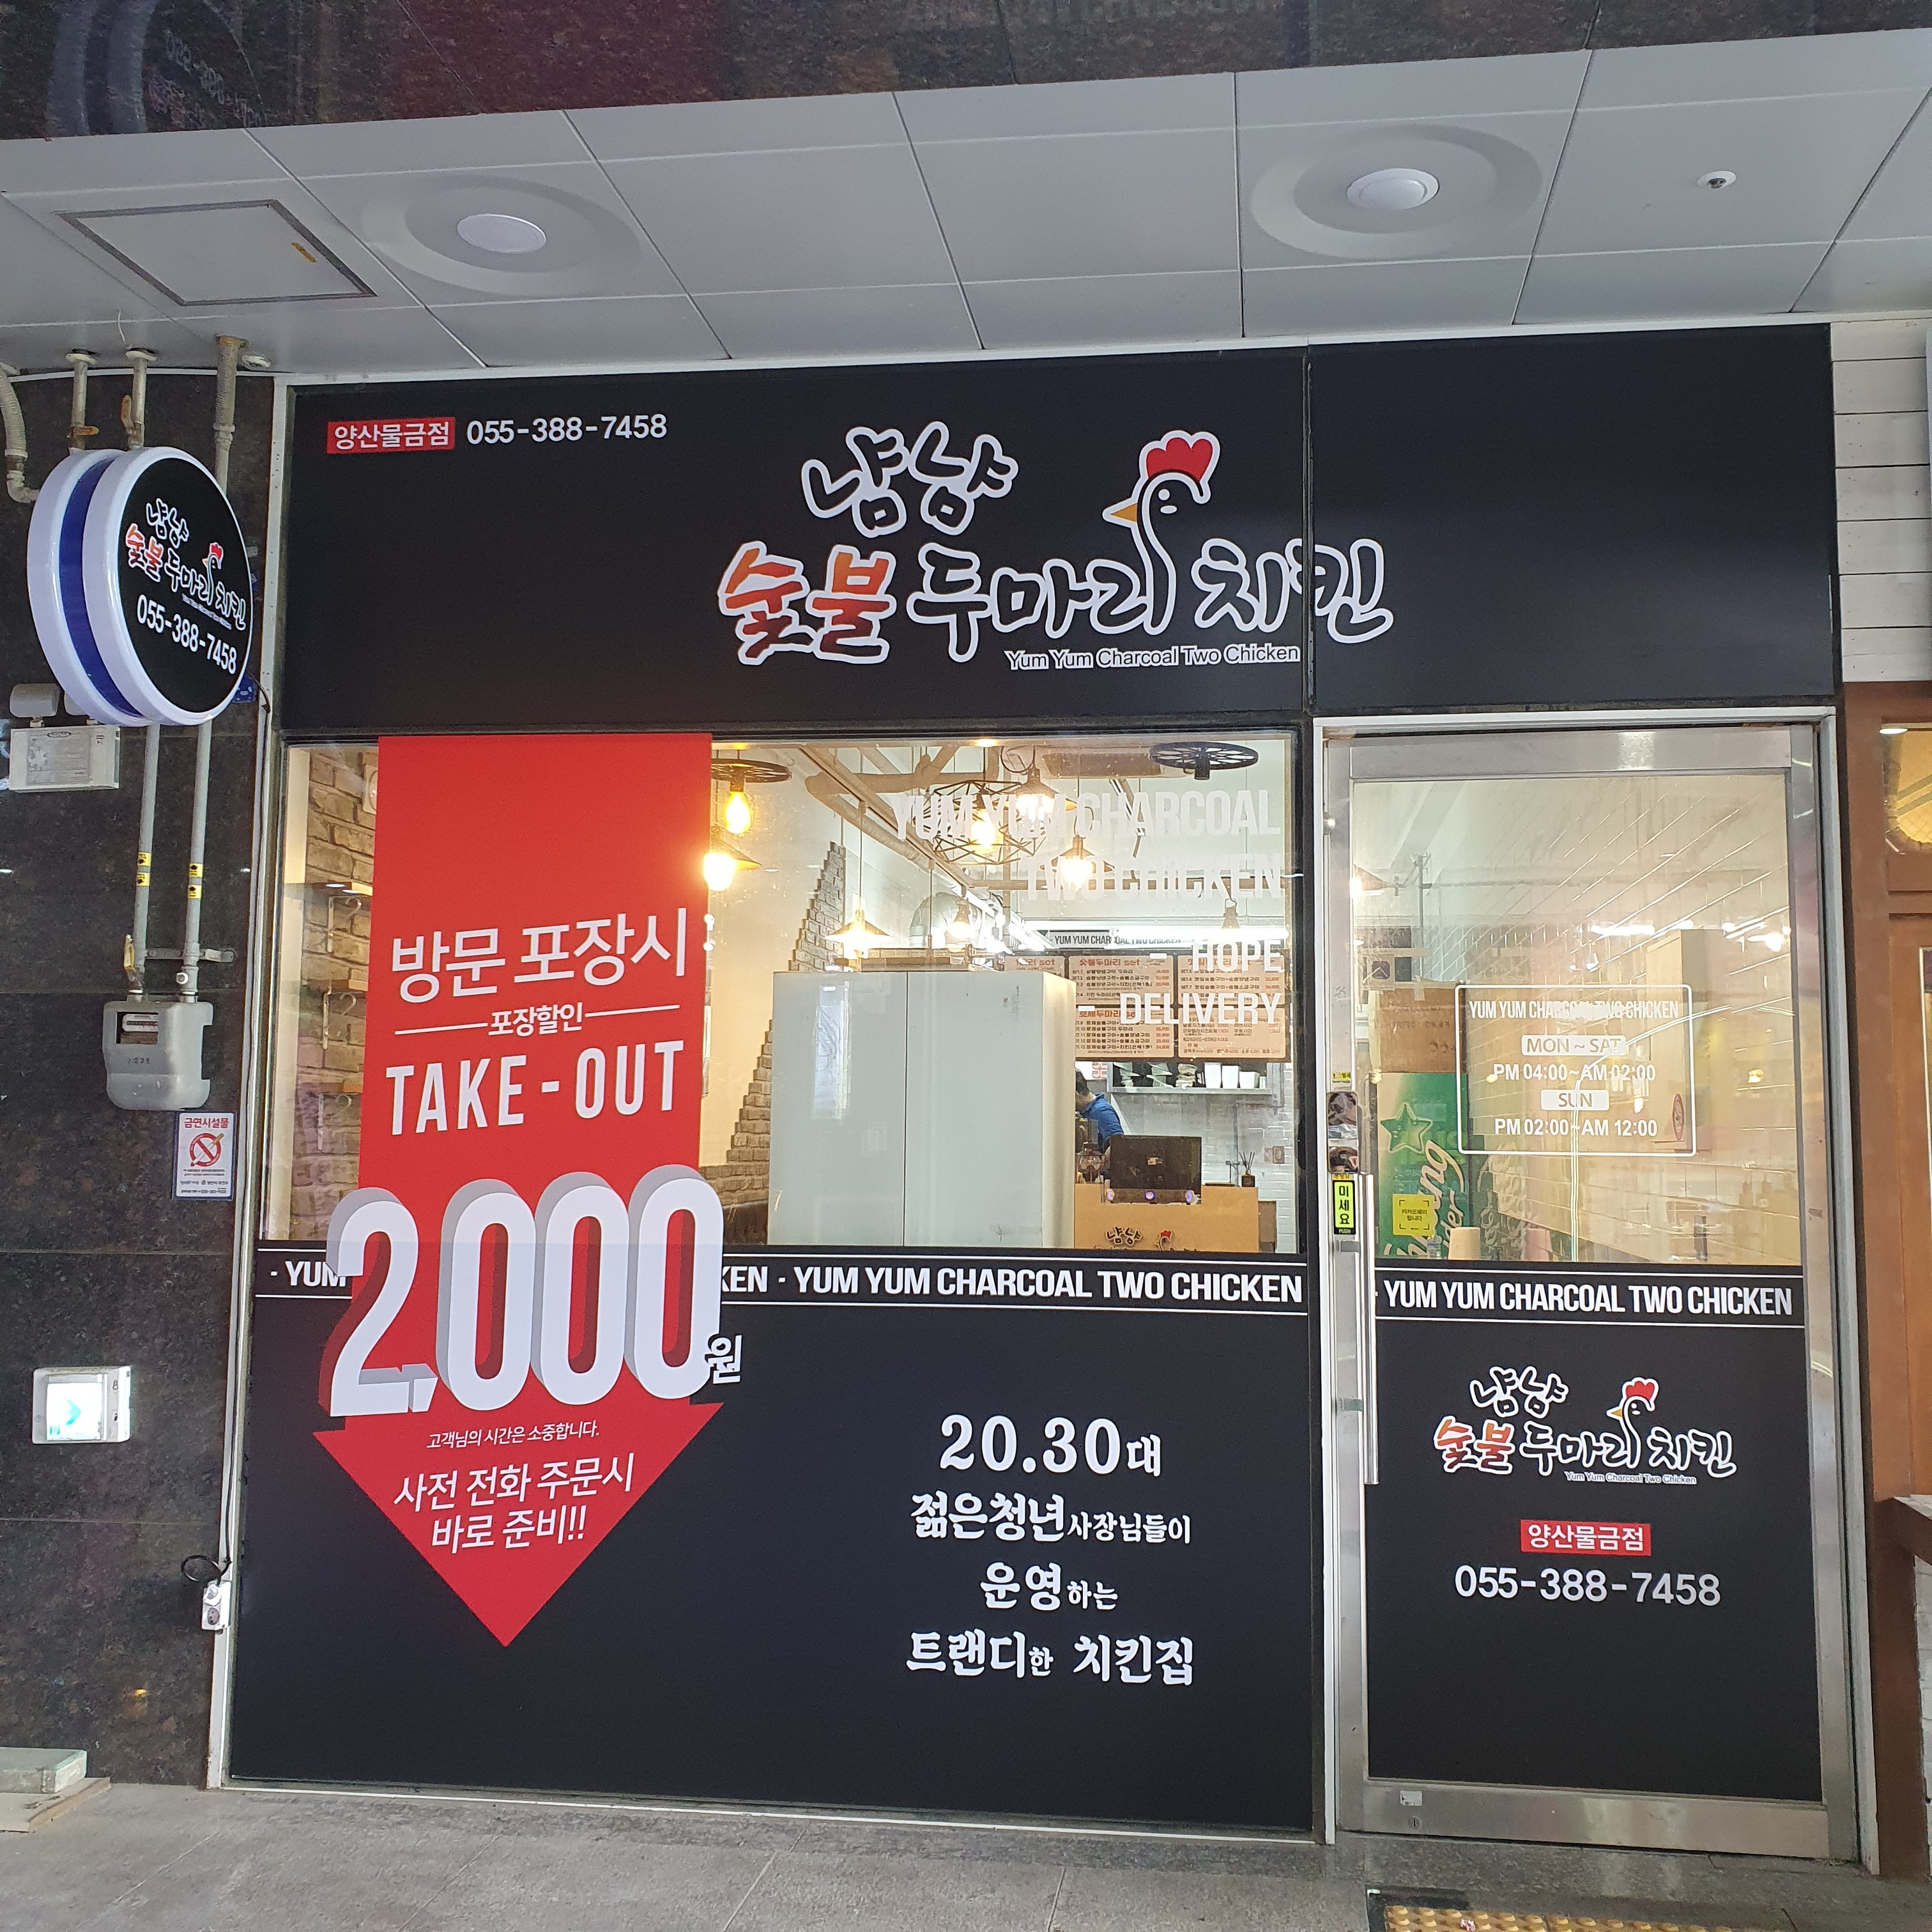 양산물금점 055-388-7458
냠냠
숯불 두마리 치킨
Yum Yum Charcoal Two Chicken
냠냠
숯불 두마리 치킨
055-388-7458
방문 포장시
포장할인
TAKE-OUT
2,000원
고객님의 시간은 소중합니다.
사전 전화 주문시
바로 준비!!
YUM YUM CHARCOAL
TWO CHICKEN
HOPE
DELIVERY
YUM YUM CHARCOAL TWO CHICKEN
YUM YUM CHARCOAL TWO CHICKEN
MON ~ SAT
PM 04:00~AM 02:00
SUN
PM 02:00~AM 12:00
금연시설물
미세요
PUSH
- YUM
KEN - YUM YUM CHARCOAL TWO CHICKEN
- YUM YUM CHARCOAL TWO CHICKEN
20.30대
젊은청년사장님들이
운영하는
트랜디한 치킨집
냠냠
숯불 두마리 치킨
Yum Yum Charcoal Two Chicken
양산물금점
055-388-7458